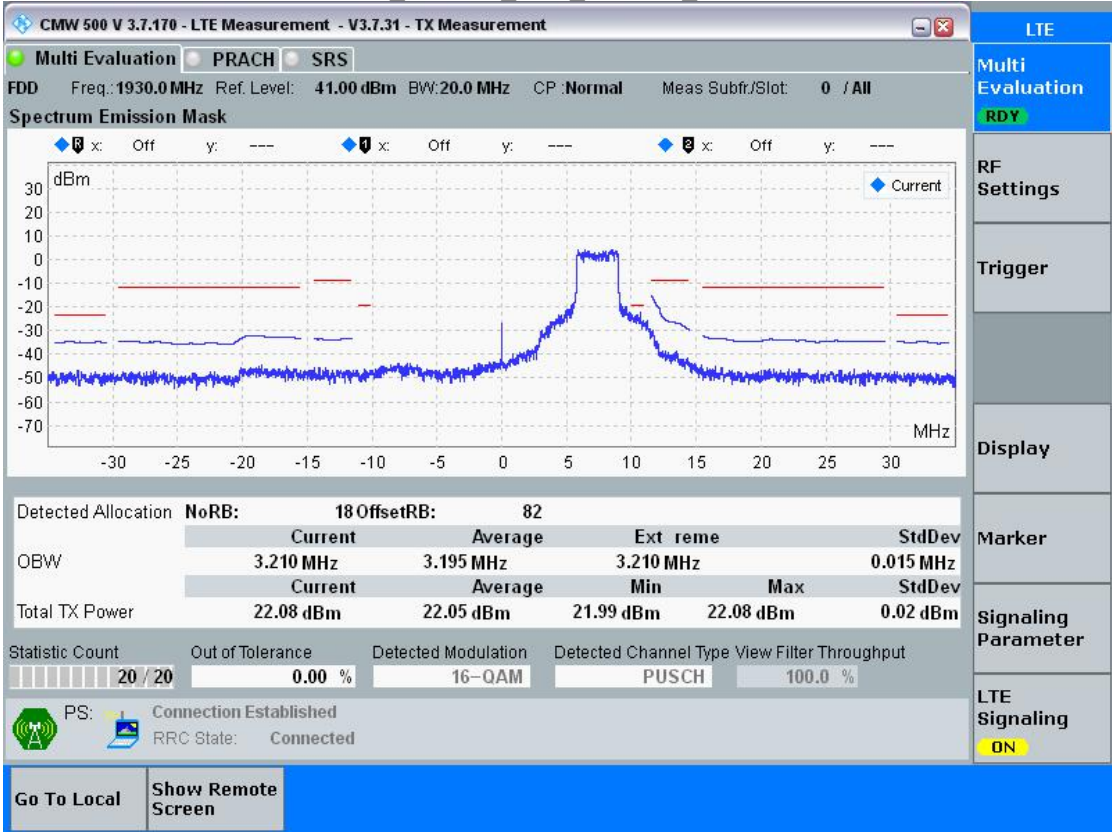 CMW 500 V 3.7.170 - LTE Measurement - V3.7.31 - TX Measurement
LTE
Multi Evaluation PRACH SRS
FDD Freq.:1930.0 MHz Ref. Level: 41.00 dBm BW:20.0 MHz CP :Normal Meas Subfr./Slot: 0 / All
Spectrum Emission Mask
R x: Off y: --- 1 x: Off y: --- 2 x: Off y: ---
dBm
Current
30
20
10
0
-10
-20
-30
-40
-50
-60
-70
MHz
-30 -25 -20 -15 -10 -5 0 5 10 15 20 25 30
Detected Allocation NoRB: 18 OffsetRB: 82
Current Average Ext reme StdDev
OBW 3.210 MHz 3.195 MHz 3.210 MHz 0.015 MHz
Current Average Min Max StdDev
Total TX Power 22.08 dBm 22.05 dBm 21.99 dBm 22.08 dBm 0.02 dBm
Statistic Count Out of Tolerance Detected Modulation Detected Channel Type View Filter Throughput
20 / 20 0.00 % 16-QAM PUSCH 100.0 %
PS: Connection Established
RRC State: Connected
Multi
Evaluation
RDY
RF
Settings
Trigger
Display
Marker
Signaling
Parameter
LTE
Signaling
ON
Go To Local
Show Remote
Screen